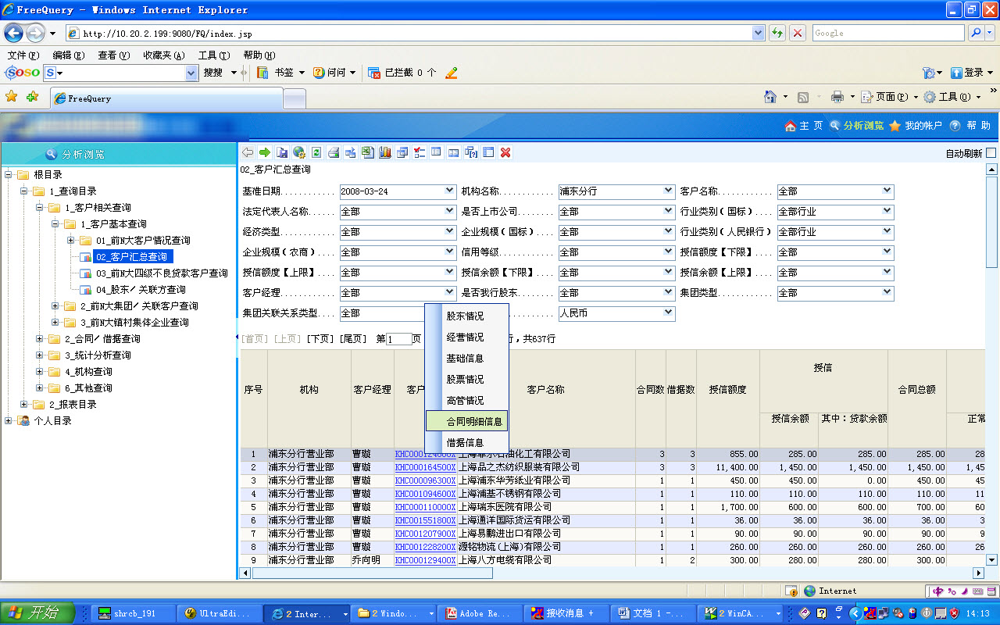 FreeQuery - Windows Internet Explorer
http://10.20.2.199:9080/FQ/index.jsp
Google
文件(F) 编辑(E) 查看(V) 收藏夹(A) 工具(T) 帮助(H)
SOSO S 搜搜 书签 问问 已拦截 0 个 登录
FreeQuery 页面(P) 工具(O)
主 页 分析浏览 我的帐户 帮 助
分析浏览
自动刷新
根目录
1_查询目录
1_客户相关查询
1_客户基本查询
01_前N大客户情况查询
02_客户汇总查询
03_前N大四级不良贷款客户查询
04_股东/关联方查询
2_前N大集团/关联客户查询
3_前N大镇村集体企业查询
2_合同/借据查询
3_统计分析查询
4_机构查询
6_其他查询
2_报表目录
个人目录
02_客户汇总查询
基准日期............ 2008-03-24 机构名称............ 浦东分行 客户名称............ 全部
法定代表人名称...... 全部 是否上市公司........ 全部 行业类别(国标)..... 全部行业
经济类型............ 全部 企业规模(国标).... 全部 行业类别(人民银行) 全部行业
企业规模(农商).... 全部 信用等级............ 全部 授信额度【下限】.... 全部
授信额度【上限】.... 全部 授信余额【下限】.... 全部 授信余额【上限】.... 全部
客户经理............ 全部 是否我行股东........ 全部 集团类型............ 全部
集团关联关系类型.... 全部 人民币
[首页] [上页] [下页] [尾页] 第1页 行,共637行
股东情况
经营情况
基础信息
股票情况
高管情况
合同明细信息
借据信息
序号 机构 客户经理 客户 客户名称 合同数 借据数 授信额度 授信 合同总额
授信余额 其中:贷款余额 正常
1 浦东分行营业部 曹璇 3 3 855.00 285.00 285.00 285.00 28
2 浦东分行营业部 曹璇 KHC000164500X 上海品之杰纺织服装有限公司 3 3 11,400.00 1,450.00 1,450.00 1,450.00 1,45
3 浦东分行营业部 曹璇 KHC000096300X 上海浦东华芳纸业有限公司 1 1 450.00 450.00 0.00 450.00 45
4 浦东分行营业部 曹璇 KHC001094600X 上海浦基不锈钢有限公司 1 1 110.00 110.00 110.00 110.00 11
5 浦东分行营业部 曹璇 KHC000110000X 上海瑞东医院有限公司 1 1 1,700.00 600.00 600.00 700.00 60
6 浦东分行营业部 曹璇 KHC001551800X 上海通洋国际货运有限公司 1 1 36.00 36.00 36.00 36.00 3
7 浦东分行营业部 曹璇 KHC001207900X 上海易鹏进出口有限公司 1 1 90.00 90.00 90.00 90.00 9
8 浦东分行营业部 曹璇 KHC001228200X 源铭物流(上海)有限公司 1 1 260.00 260.00 260.00 260.00 26
9 浦东分行营业部 乔向明 KHC000129400X 上海八方电缆有限公司 1 2 300.00 280.00 280.00 300.00
Internet 中
开始 shrcb_191 UltraEdi... 2 Inter... 2 Windo... Adobe Re... 接收消息 + 文档 1 -... 2 WinCA... 14:13